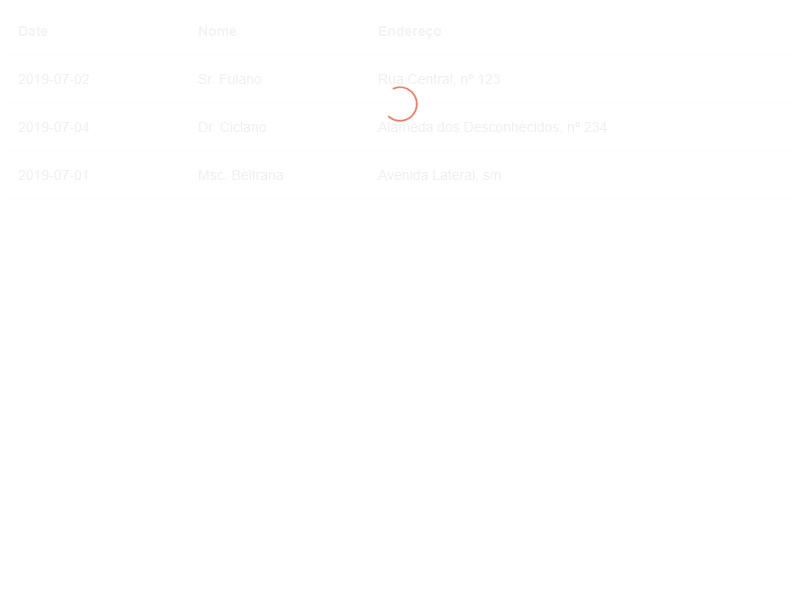 Date Nome Endereço
2019-07-02 Sr. Fulano Rua Central, nº 123
2019-07-04 Dr. Ciclano Alameda dos Desconhecidos, nº 234
2019-07-01 Msc. Beltrana Avenida Lateral, s/n